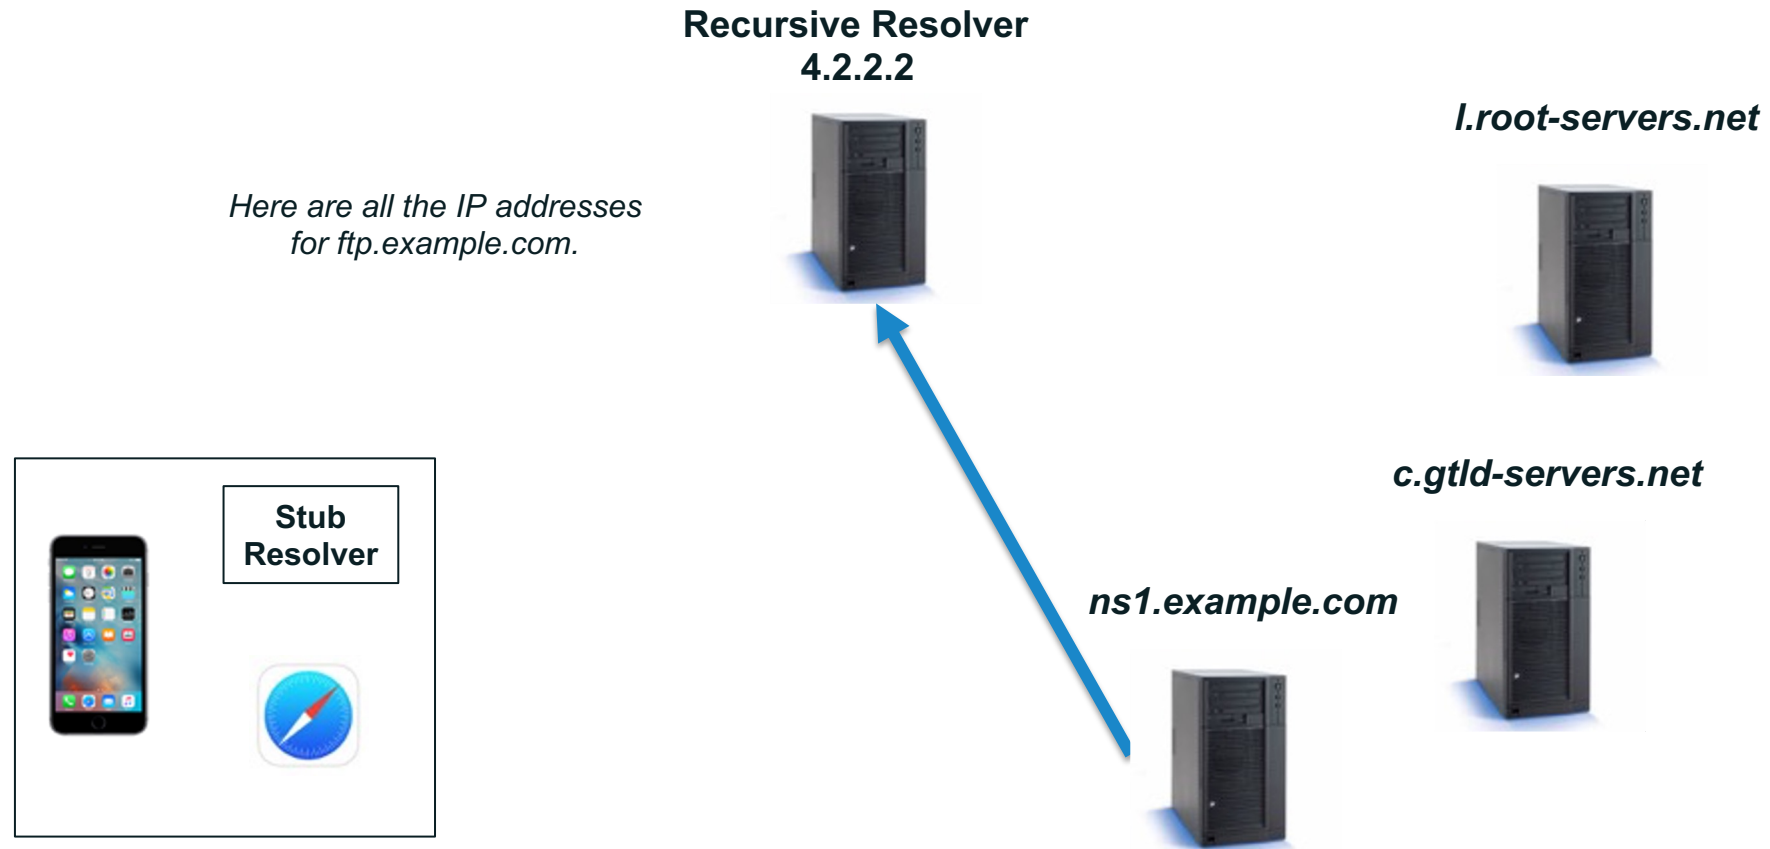 Recursive Resolver
4.2.2.2
l.root-servers.net
Here are all the IP addresses
for ftp.example.com.
c.gtld-servers.net
Stub
Resolver
ns1.example.com